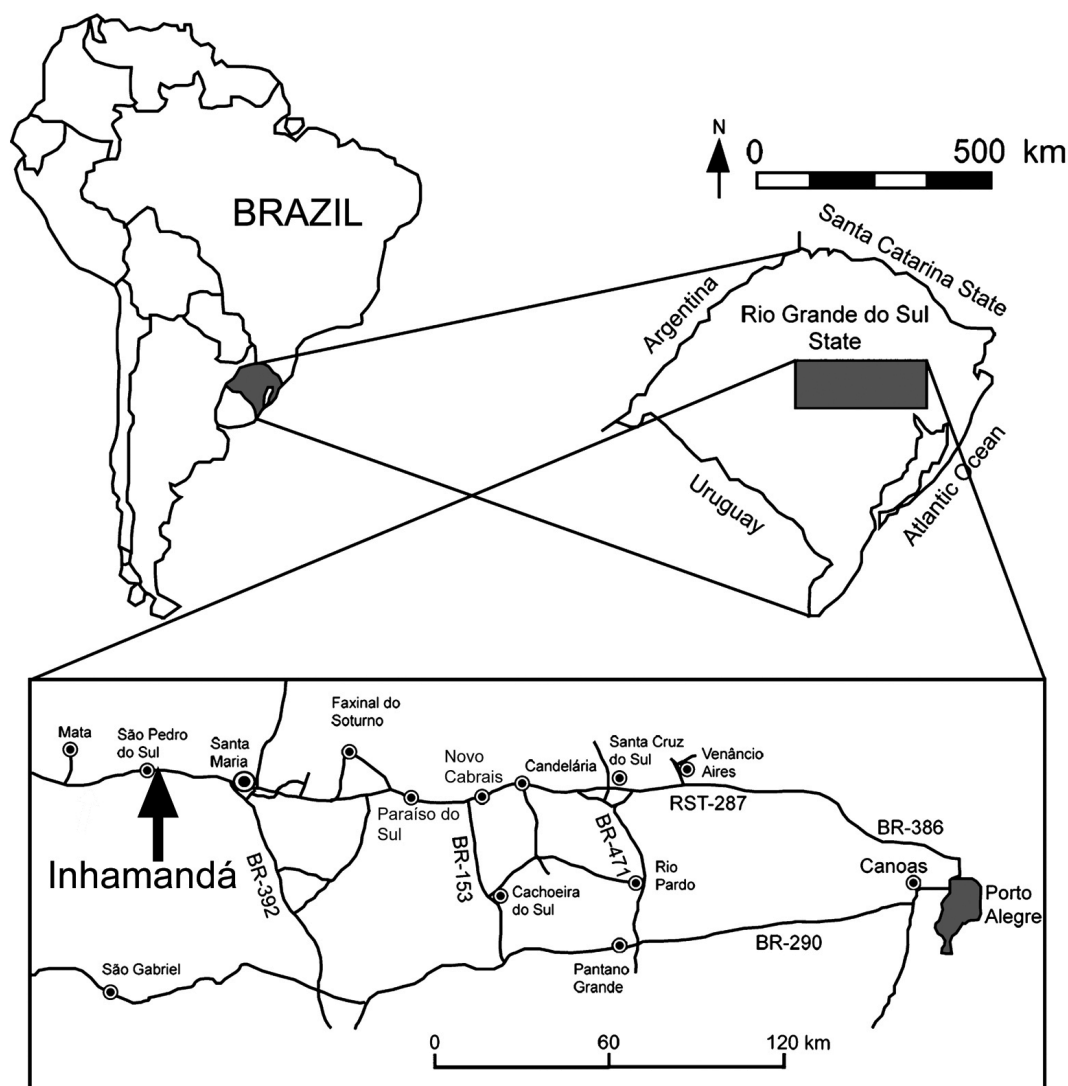 BRAZIL
N
0 500 km
Santa Catarina State
Argentina
Rio Grande do Sul
State
Uruguay
Atlantic Ocean
Mata
São Pedro
do Sul
Santa
Maria
Faxinal do
Soturno
Novo
Cabrais
Candelária
Santa Cruz
do Sul
Venâncio
Aires
Paraíso do
Sul
RST-287
BR-386
Inhamandá
BR-392
BR-153
BR-471
Rio
Pardo
Cachoeira
do Sul
Canoas
Porto
Alegre
BR-290
São Gabriel
Pantano
Grande
0 60 120 km